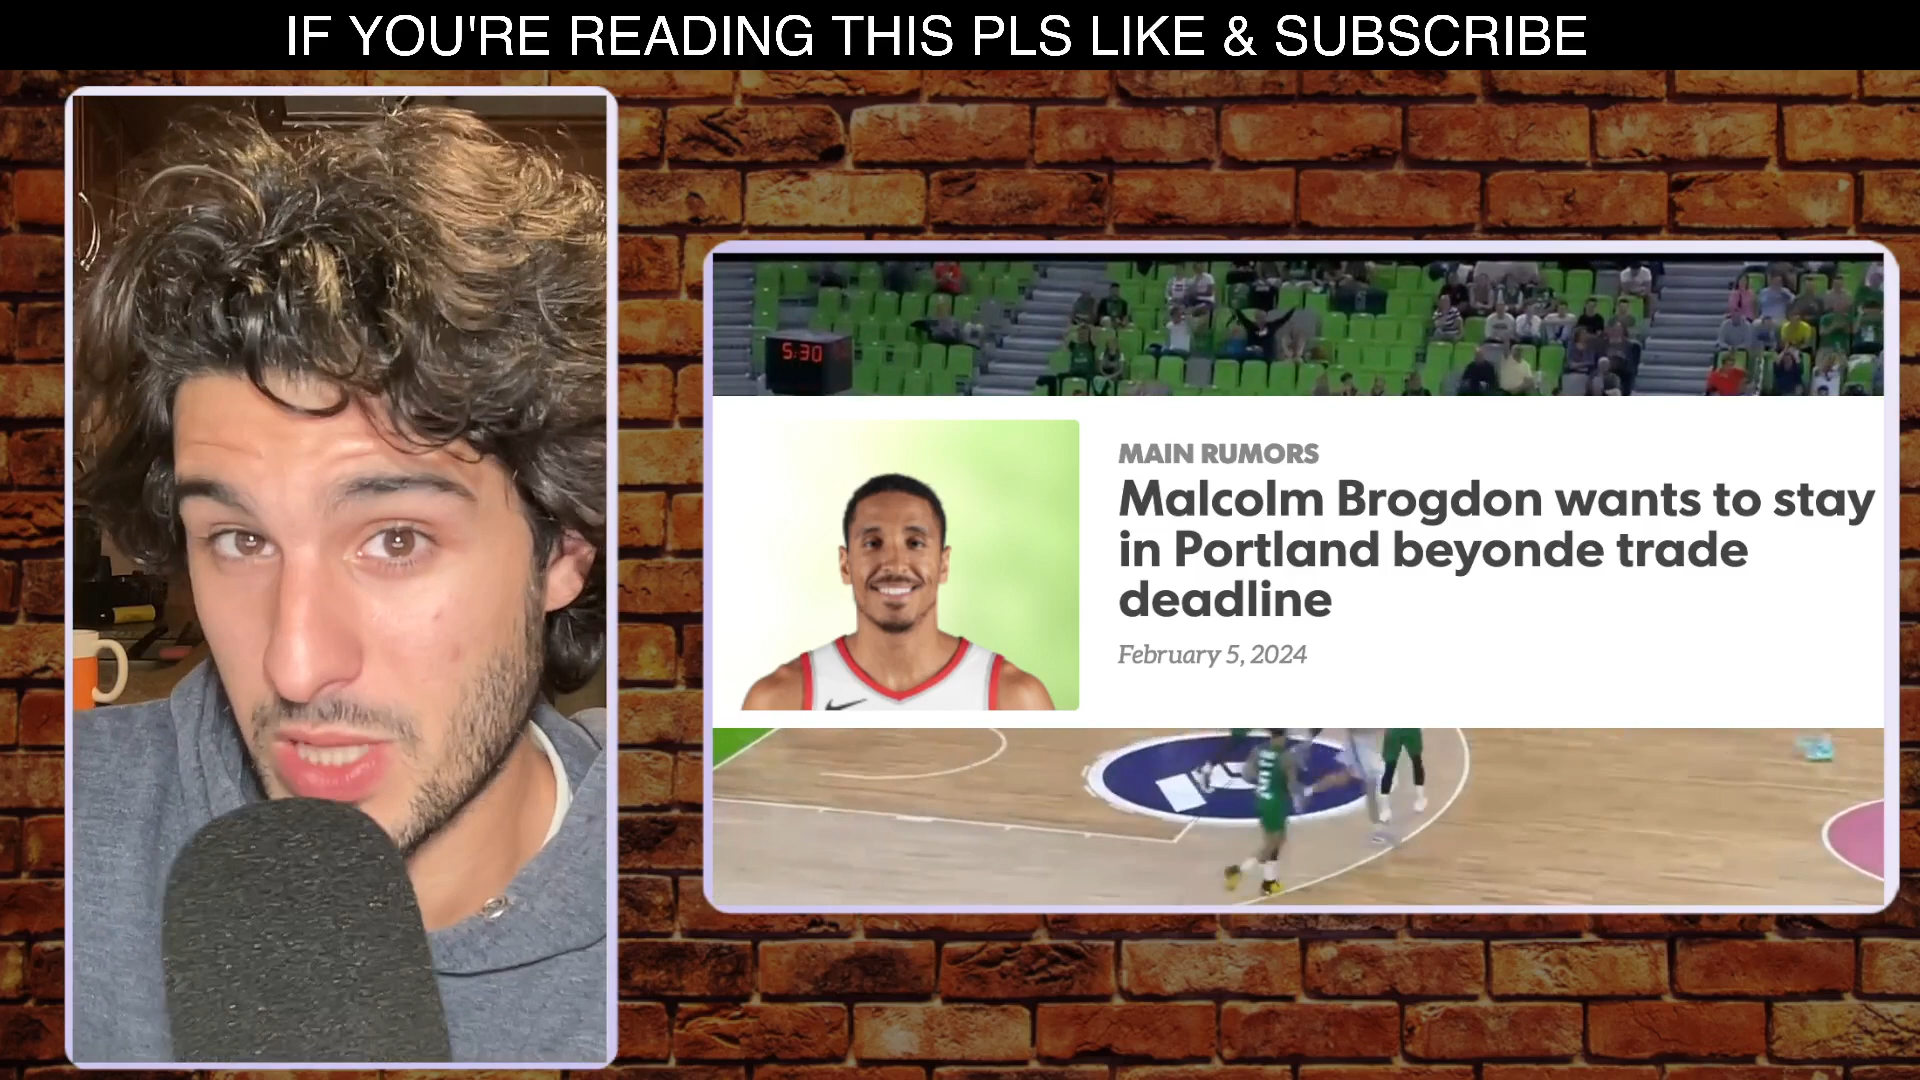 IF YOU'RE READING THIS PLS LIKE & SUBSCRIBE
5:30
MAIN RUMORS
Malcolm Brogdon wants to stay
in Portland beyonde trade
deadline
February 5, 2024